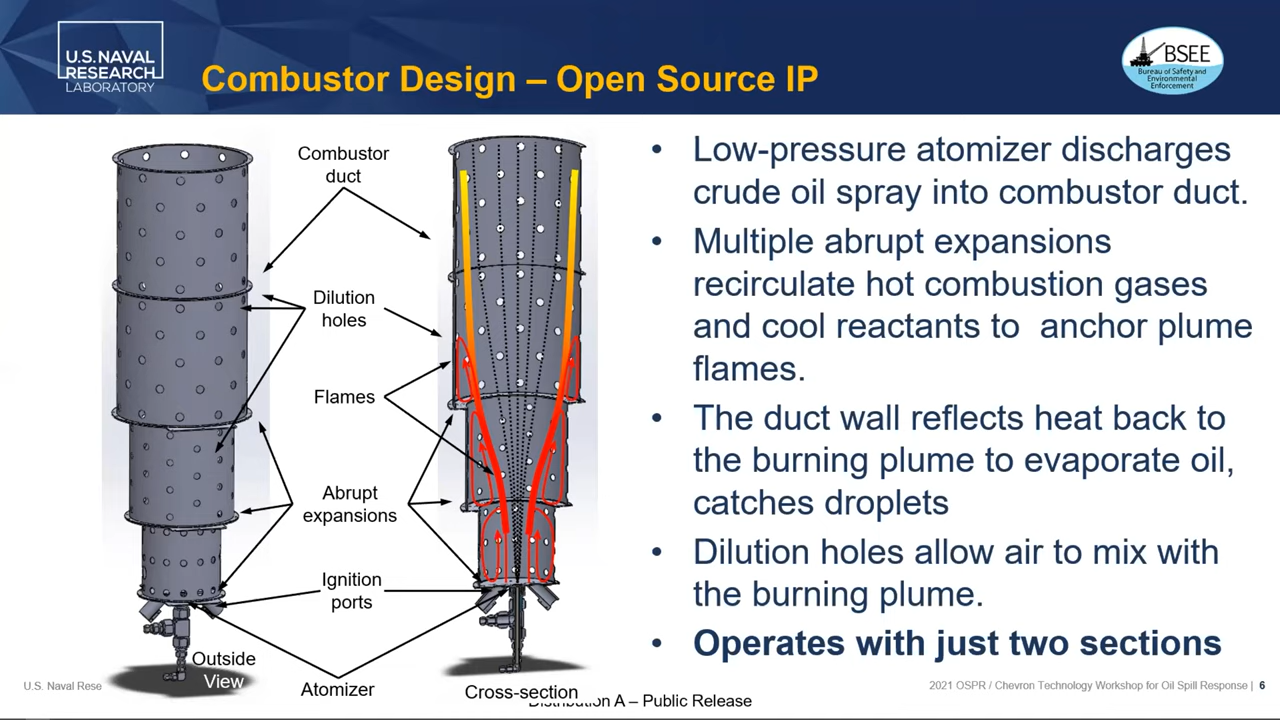 U.S. NAVAL
RESEARCH
LABORATORY
Combustor Design – Open Source IP
BSEE
Bureau of Safety and
Environmental
Enforcement
Combustor
duct
Dilution
holes
Flames
Abrupt
expansions
Ignition
ports
Outside
View
Atomizer
Cross-section
• Low-pressure atomizer discharges
crude oil spray into combustor duct.
• Multiple abrupt expansions
recirculate hot combustion gases
and cool reactants to anchor plume
flames.
• The duct wall reflects heat back to
the burning plume to evaporate oil,
catches droplets
• Dilution holes allow air to mix with
the burning plume.
• Operates with just two sections
U.S. Naval Rese
Distribution A – Public Release
2021 OSPR / Chevron Technology Workshop for Oil Spill Response | 6